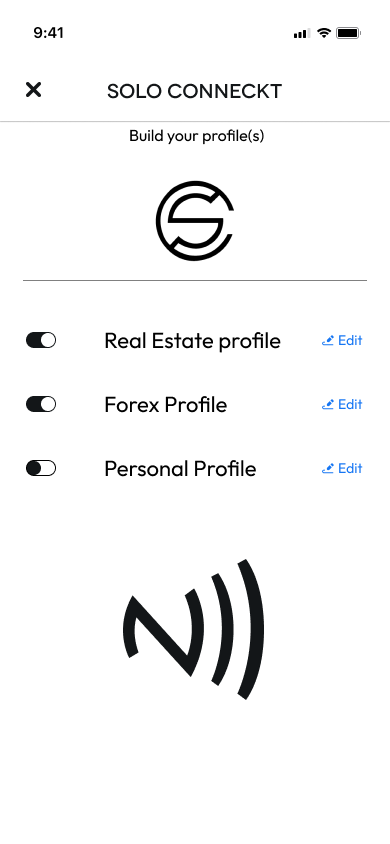 9:41
SOLO CONNECKT
Build your profile(s)
Real Estate profile
Edit
Forex Profile
Edit
Personal Profile
Edit